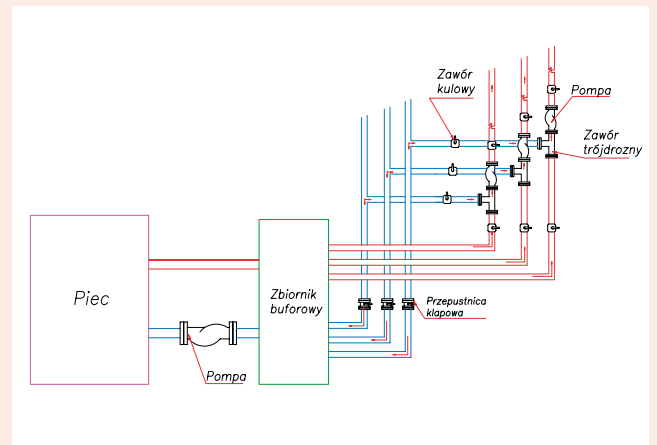 Zawór
kulowy
Pompa
Zawór
trójdrozny
Piec
Zbiornik
buforowy
Przepustnica
klapowa
Pompa